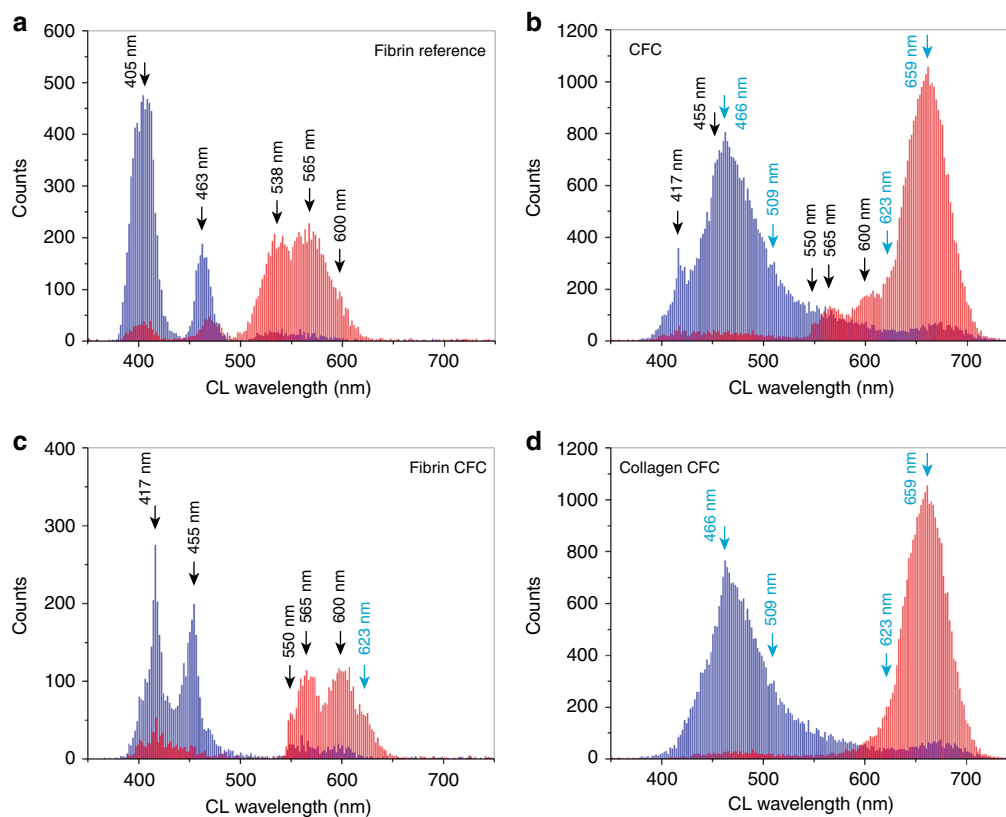 a
Fibrin reference
600
500
400
300
200
100
0
Counts
405 nm
463 nm
538 nm
565 nm
600 nm
400
500
600
700
CL wavelength (nm)
b
CFC
1200
1000
800
600
400
200
0
Counts
417 nm
455 nm
466 nm
509 nm
550 nm
565 nm
600 nm
623 nm
659 nm
400
500
600
700
CL wavelength (nm)
c
Fibrin CFC
400
300
200
100
0
Counts
417 nm
455 nm
550 nm
565 nm
600 nm
623 nm
400
500
600
700
CL wavelength (nm)
d
Collagen CFC
1200
1000
800
600
400
200
0
Counts
466 nm
509 nm
623 nm
659 nm
400
500
600
700
CL wavelength (nm)